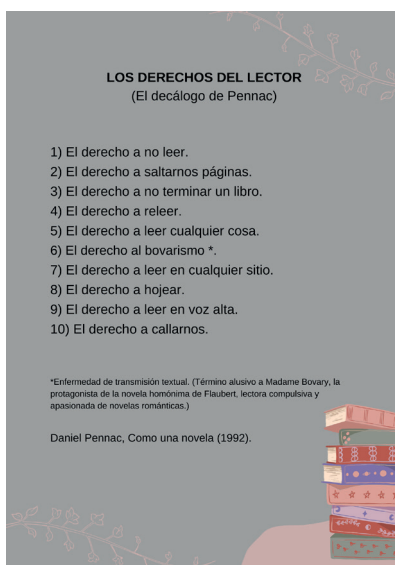 LOS DERECHOS DEL LECTOR
(El decálogo de Pennac)
1) El derecho a no leer.
2) El derecho a saltarnos páginas.
3) El derecho a no terminar un libro.
4) El derecho a releer.
5) El derecho a leer cualquier cosa.
6) El derecho al bovarismo *.
7) El derecho a leer en cualquier sitio.
8) El derecho a hojear.
9) El derecho a leer en voz alta.
10) El derecho a callarnos.
*Enfermedad de transmisión textual. (Término alusivo a Madame Bovary, la
protagonista de la novela homónima de Flaubert, lectora compulsiva y
apasionada de novelas románticas.)
Daniel Pennac, Como una novela (1992).